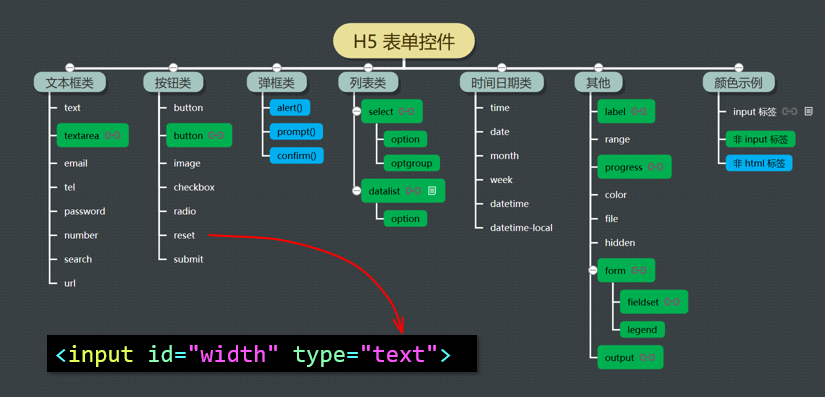 H5 表单控件
文本框类
text
textarea
email
tel
password
number
search
url
按钮类
button
button
image
checkbox
radio
reset
submit
弹框类
alert()
prompt()
confirm()
列表类
select
option
optgroup
datalist
option
时间日期类
time
date
month
week
datetime
datetime-local
其他
label
range
progress
color
file
hidden
form
fieldset
legend
output
颜色示例
input 标签
非 input 标签
非 html 标签
<input id="width" type="text">